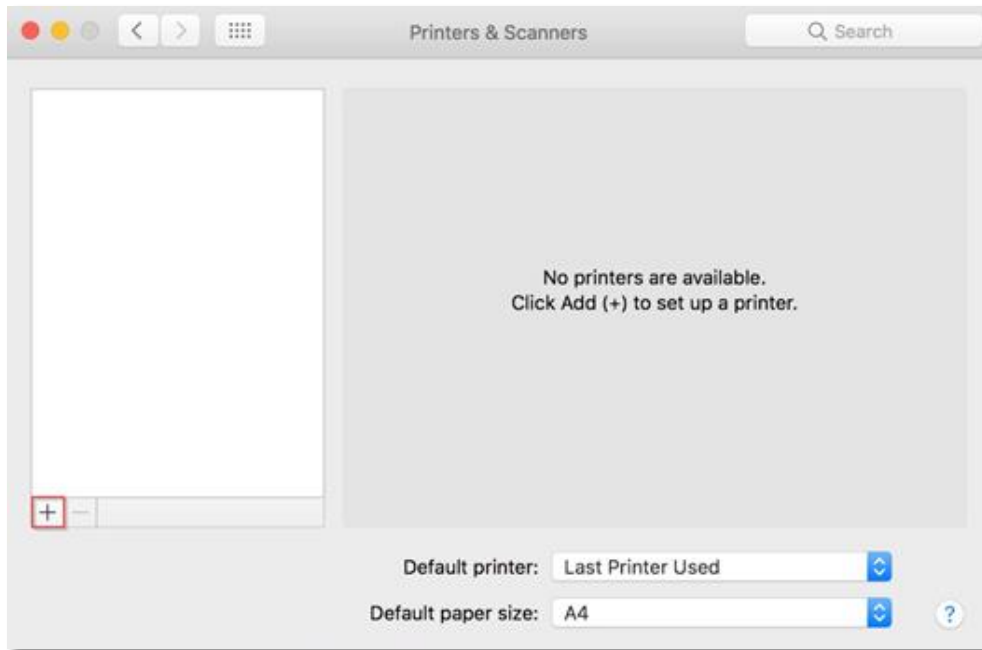 Printers & Scanners
Search
No printers are available.
Click Add (+) to set up a printer.
+ −
Default printer: Last Printer Used
Default paper size: A4
?